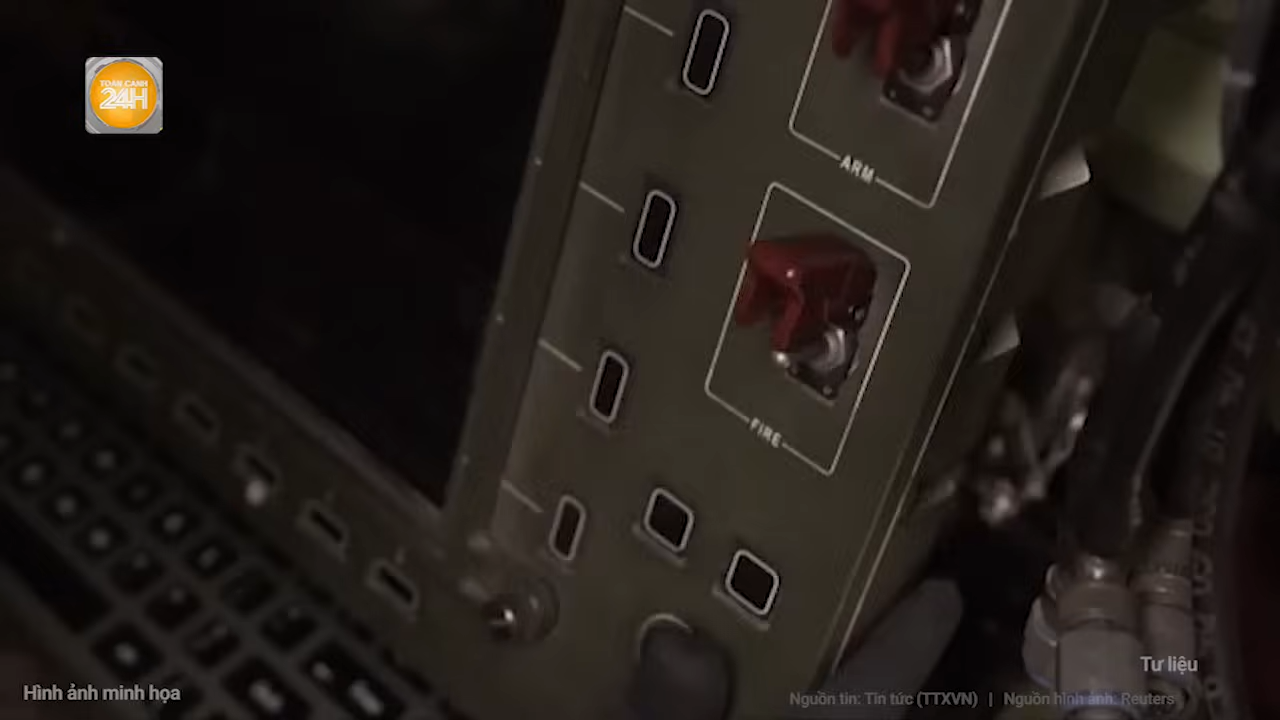 TOÀN CẢNH
24H
ARM
FIRE
Tư liệu
Hình ảnh minh họa
Nguồn tin: Tin tức (TTXVN) | Nguồn hình ảnh: Reuters